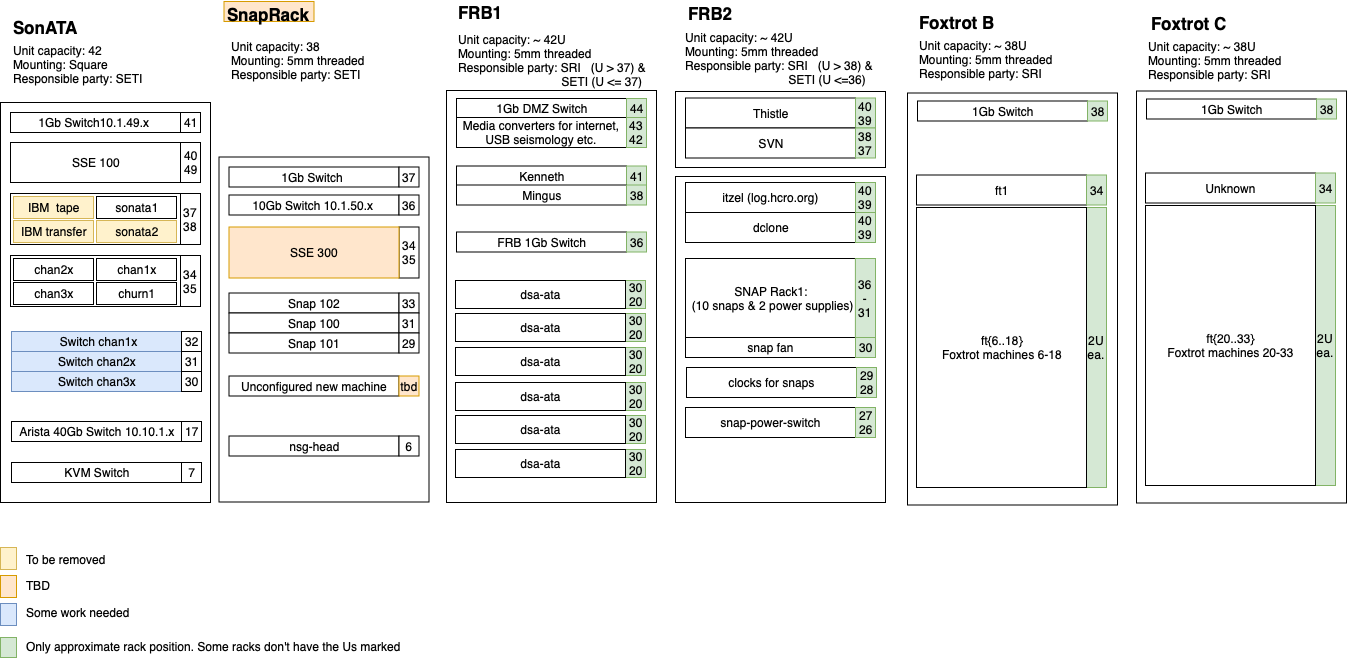 SonATA
Unit capacity: 42
Mounting: Square
Responsible party: SETI
1Gb Switch10.1.49.x 41
SSE 100 40
49
IBM  tape sonata1 37
IBM transfer sonata2 38
chan2x chan1x 34
chan3x churn1 35
Switch chan1x 32
Switch chan2x 31
Switch chan3x 30
Arista 40Gb Switch 10.10.1.x 17
KVM Switch 7
SnapRack
Unit capacity: 38
Mounting: 5mm threaded
Responsible party: SETI
1Gb Switch 37
10Gb Switch 10.1.50.x 36
SSE 300 34
35
Snap 102 33
Snap 100 31
Snap 101 29
Unconfigured new machine tbd
nsg-head 6
FRB1
Unit capacity: ~ 42U
Mounting: 5mm threaded
Responsible party: SRI (U > 37) &
SETI (U <= 37)
1Gb DMZ Switch 44
Media converters for internet, 43
USB seismology etc. 42
Kenneth 41
Mingus 38
FRB 1Gb Switch 36
dsa-ata 30
20
dsa-ata 30
20
dsa-ata 30
20
dsa-ata 30
20
dsa-ata 30
20
dsa-ata 30
20
FRB2
Unit capacity: ~ 42U
Mounting: 5mm threaded
Responsible party: SRI (U > 38) &
SETI (U <=36)
Thistle 40
39
SVN 38
37
itzel (log.hcro.org) 40
39
dclone 40
39
SNAP Rack1: 36
(10 snaps & 2 power supplies) -
31
snap fan 30
clocks for snaps 29
28
snap-power-switch 27
26
Foxtrot B
Unit capacity: ~ 38U
Mounting: 5mm threaded
Responsible party: SRI
1Gb Switch 38
ft1 34
ft{6..18} 2U
Foxtrot machines 6-18 ea.
Foxtrot C
Unit capacity: ~ 38U
Mounting: 5mm threaded
Responsible party: SRI
1Gb Switch 38
Unknown 34
ft{20..33} 2U
Foxtrot machines 20-33 ea.
To be removed
TBD
Some work needed
Only approximate rack position. Some racks don't have the Us marked